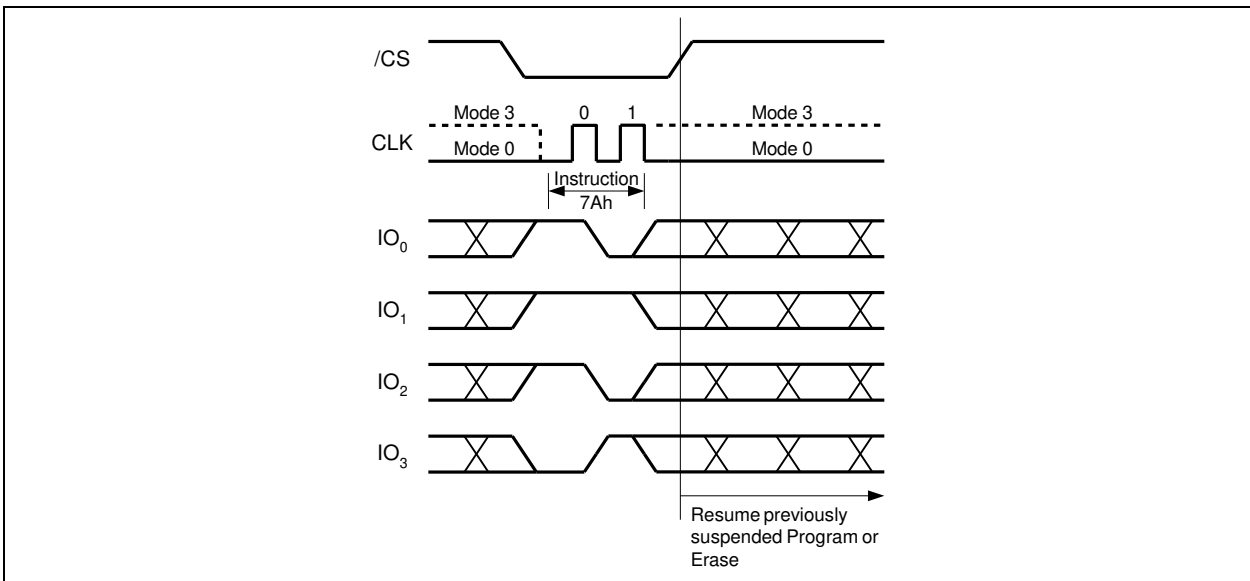 /CS
Mode 3 0 1 Mode 3
CLK
Mode 0 Mode 0
Instruction
7Ah
IO0
IO1
IO2
IO3
Resume previously
suspended Program or
Erase